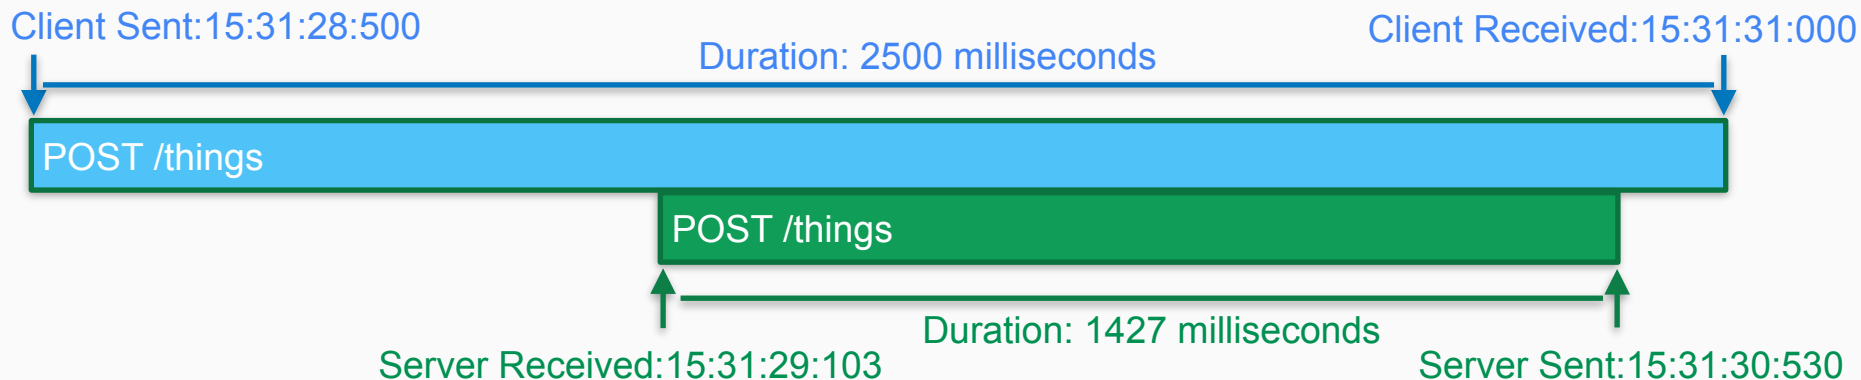 Client Sent:15:31:28:500
Client Received:15:31:31:000
Duration: 2500 milliseconds
POST /things
POST /things
Duration: 1427 milliseconds
Server Received:15:31:29:103
Server Sent:15:31:30:530